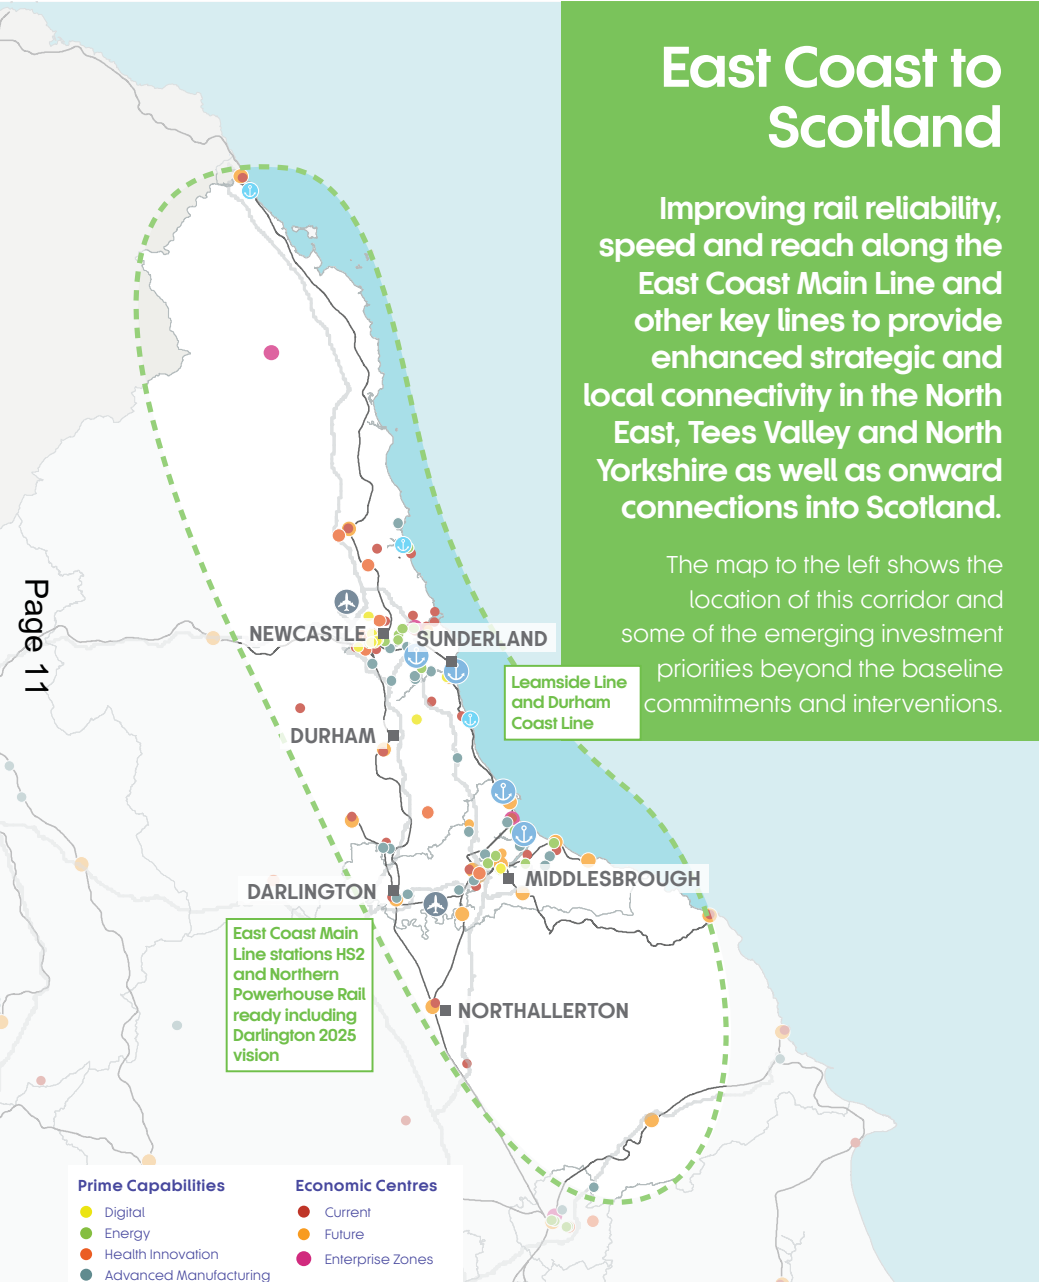 East Coast to
Scotland
Improving rail reliability,
speed and reach along the
East Coast Main Line and
other key lines to provide
enhanced strategic and
local connectivity in the North
East, Tees Valley and North
Yorkshire as well as onward
connections into Scotland.
The map to the left shows the
location of this corridor and
some of the emerging investment
priorities beyond the baseline
commitments and interventions.
Page 11
NEWCASTLE
SUNDERLAND
Leamside Line
and Durham
Coast Line
DURHAM
MIDDLESBROUGH
DARLINGTON
East Coast Main
Line stations HS2
and Northern
Powerhouse Rail
ready including
Darlington 2025
vision
NORTHALLERTON
Prime Capabilities
Digital
Energy
Health Innovation
Advanced Manufacturing
Economic Centres
Current
Future
Enterprise Zones